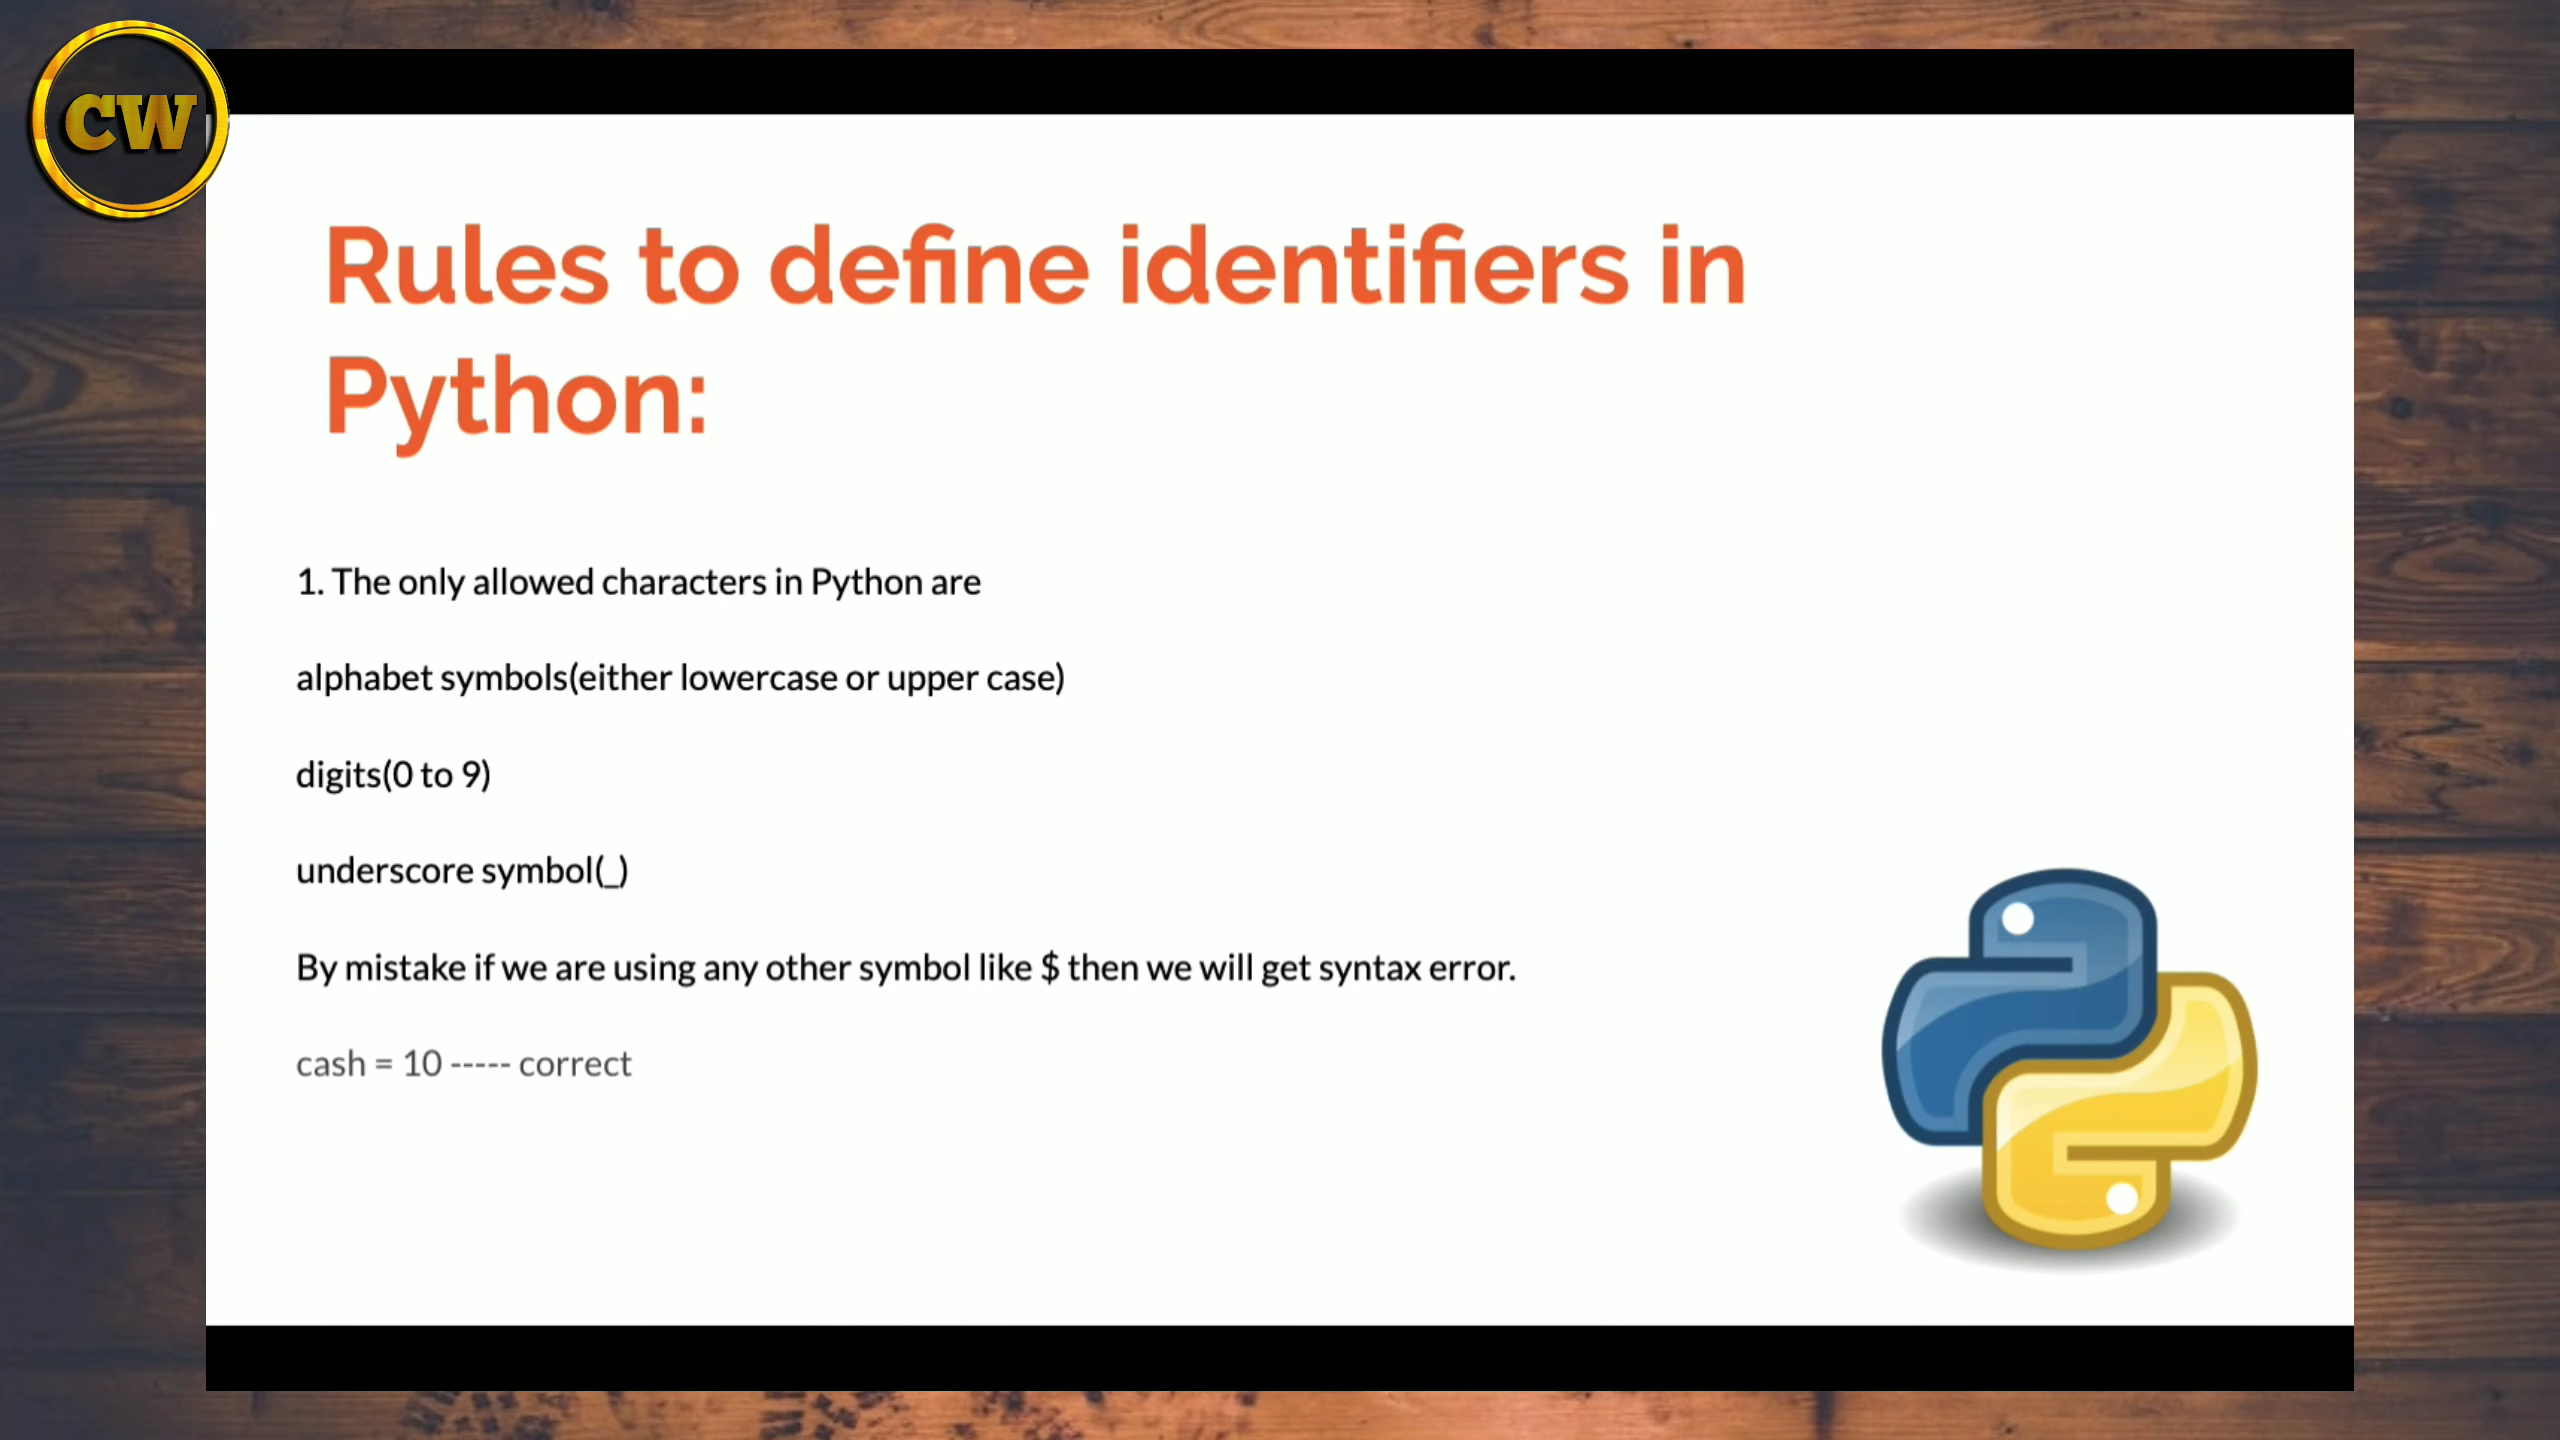 CW
Rules to define identifiers in
Python:
1. The only allowed characters in Python are
alphabet symbols(either lowercase or upper case)
digits(0 to 9)
underscore symbol(_)
By mistake if we are using any other symbol like $ then we will get syntax error.
cash = 10 ----- correct